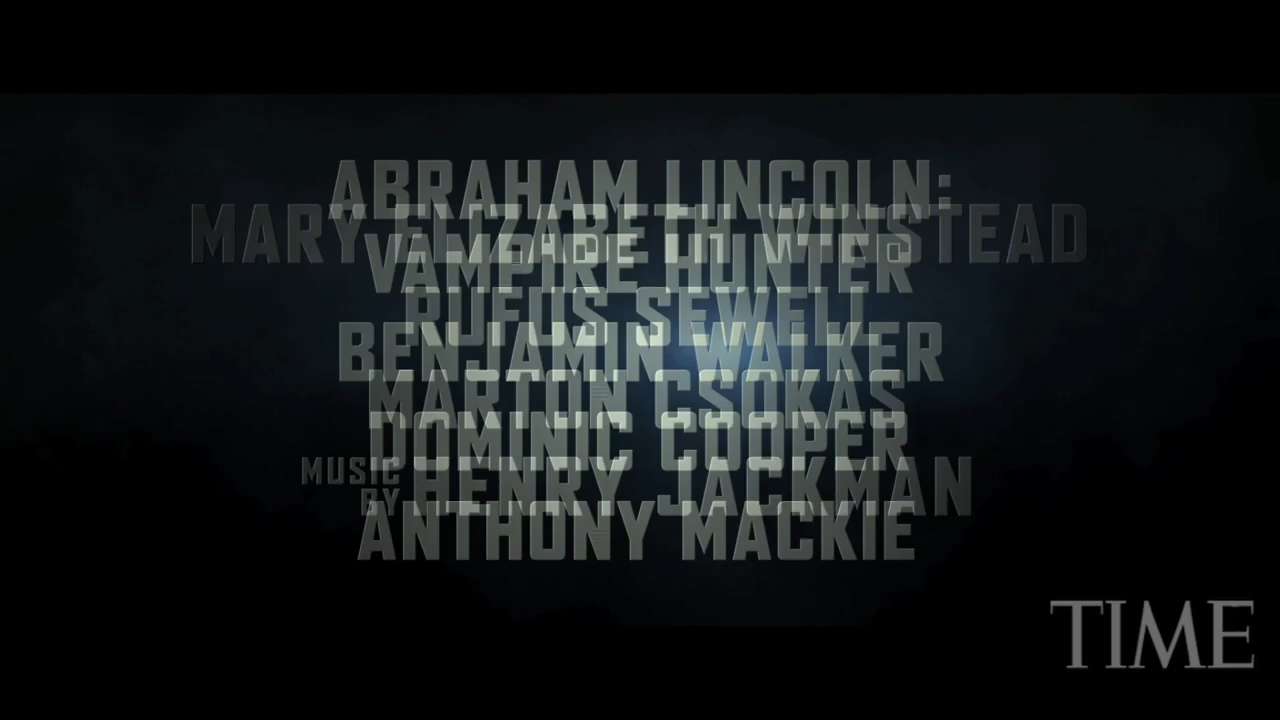 ABRAHAM LINCOLN:
MARY ELIZABETH WINSTEAD
VAMPIRE HUNTER
RUFUS SEWELL
BENJAMIN WALKER
MARTON CSOKAS
DOMINIC COOPER
MUSIC BY HENRY JACKMAN
ANTHONY MACKIE
TIME